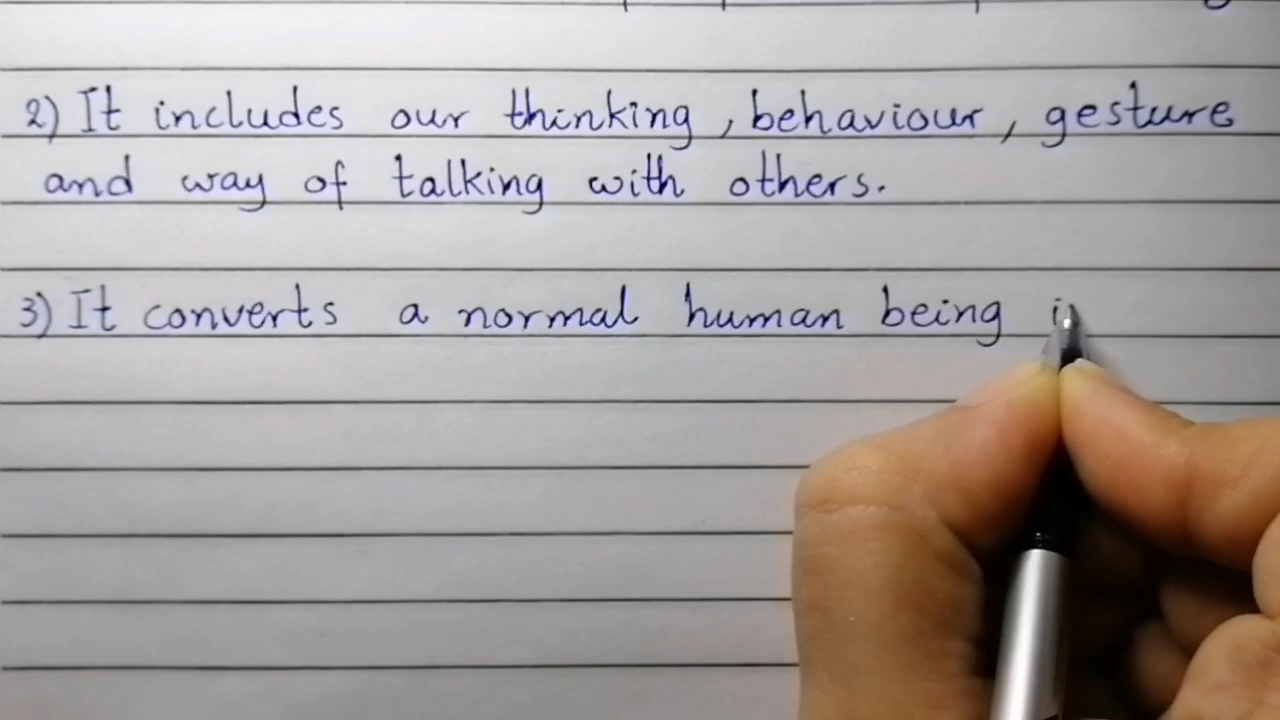 2) It includes our thinking, behaviour, gesture
and way of talking with others.
3) It converts a normal human being